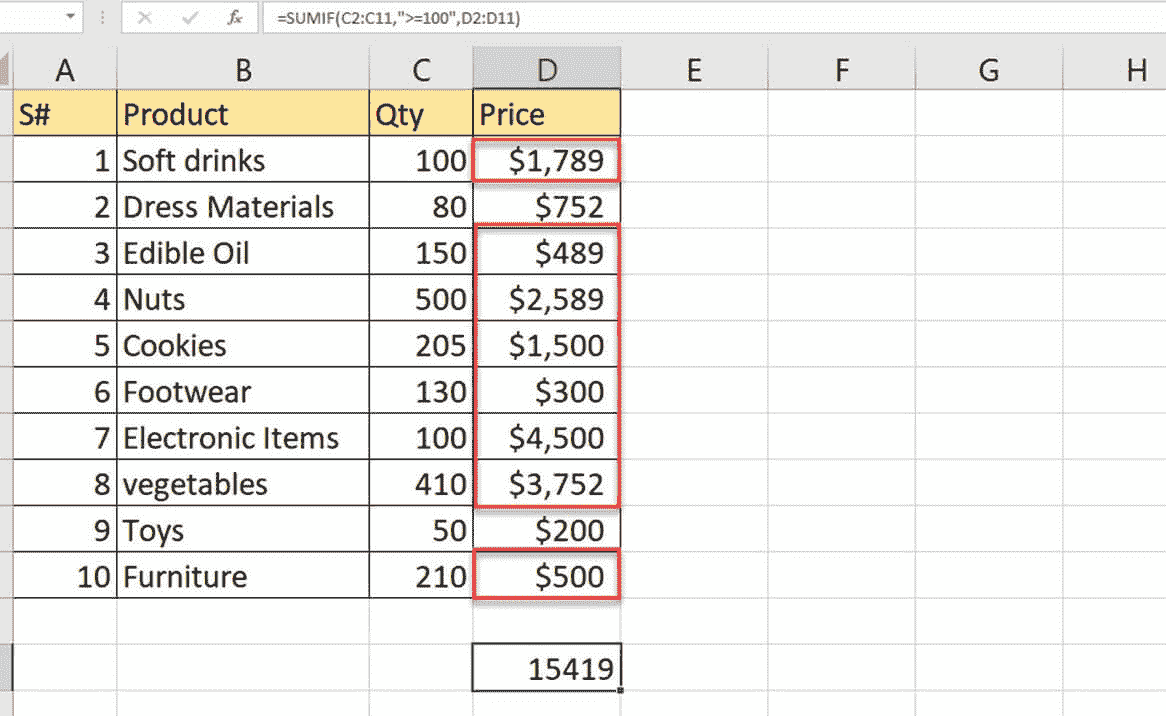 fx =SUMIF(C2:C11,">=100",D2:D11)
A B C D E F G H
S# Product Qty Price
1 Soft drinks 100 $1,789
2 Dress Materials 80 $752
3 Edible Oil 150 $489
4 Nuts 500 $2,589
5 Cookies 205 $1,500
6 Footwear 130 $300
7 Electronic Items 100 $4,500
8 vegetables 410 $3,752
9 Toys 50 $200
10 Furniture 210 $500
15419